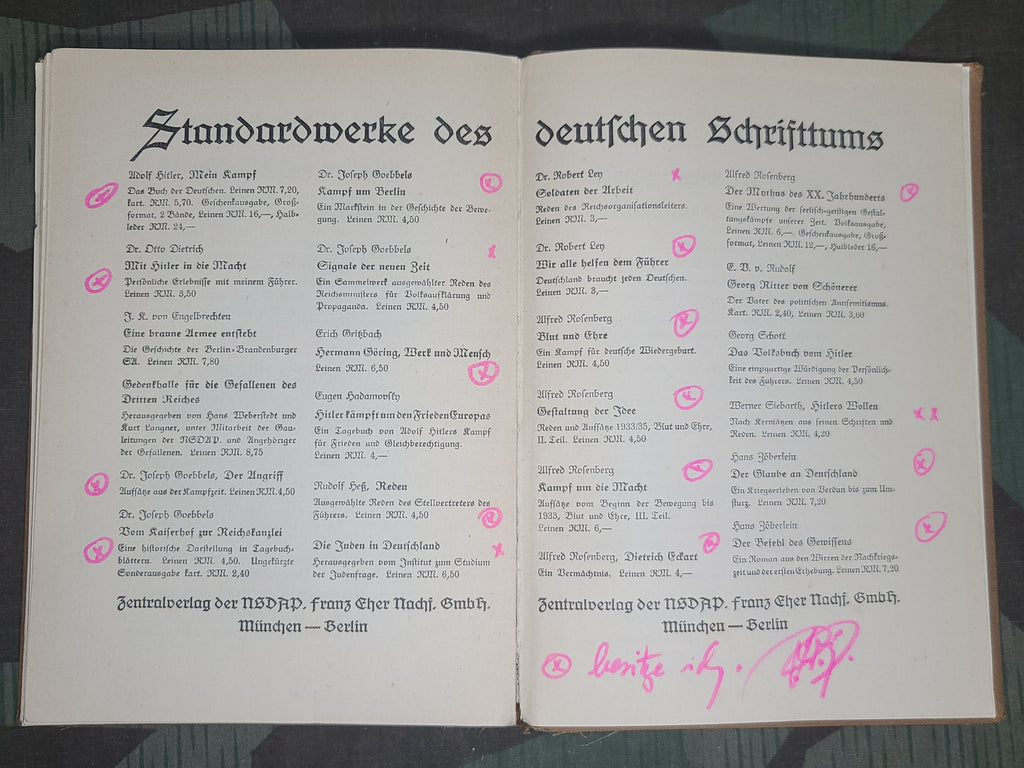 Standardwerke des deutschen Schrifttums
Adolf Hitler, Mein Kampf
Das Buch der Deutschen. Leinen RM. 7,20,
kart. RM. 5,70. Geschenkausgabe, Groß-
format, 2 Bände, Leinen RM. 16,—, Halb-
leder RM. 24,—
Dr. Otto Dietrich
Mit Hitler in die Macht
Persönliche Erlebnisse mit meinem Führer.
Leinen RM. 3,50
J. K. von Engelbrechten
Eine braune Armee entsteht
Die Geschichte der Berlin-Brandenburger
SA. Leinen RM. 7,80
Gedenkhalle für die Gefallenen des
Dritten Reiches
Herausgegeben von Hans Weberstedt und
Kurt Langner, unter Mitarbeit der Gau-
leitungen der NSDAP. und Angehöriger
der Gefallenen. Leinen RM. 8,75
Dr. Joseph Goebbels, Der Angriff
Aufsätze aus der Kampfzeit. Leinen RM. 4,50
Dr. Joseph Goebbels
Vom Kaiserhof zur Reichskanzlei
Eine historische Darstellung in Tagebuch-
blättern. Leinen RM. 4,50. Ungekürzte
Sonderausgabe kart. RM. 2,40
Dr. Joseph Goebbels
Kampf um Berlin
Ein Markstein in der Geschichte der Bewe-
gung. Leinen RM. 4,50
Dr. Joseph Goebbels
Signale der neuen Zeit
Ein Sammelwerk ausgewählter Reden des
Reichsministers für Volksaufklärung und
Propaganda. Leinen RM. 4,50
Erich Gritzbach
Hermann Göring, Werk und Mensch
Leinen RM. 6,50
Eugen Hadamovsky
Hitler kämpft um den Frieden Europas
Ein Tagebuch von Adolf Hitlers Kampf
für Frieden und Gleichberechtigung.
Leinen RM. 4,—
Rudolf Heß, Reden
Ausgewählte Reden des Stellvertreters des
Führers. Leinen RM. 4,50
Die Juden in Deutschland
Herausgegeben vom Institut zum Studium
der Judenfrage. Leinen RM. 6,50
Zentralverlag der NSDAP. Franz Eher Nachf. GmbH.
München — Berlin
Dr. Robert Ley
Soldaten der Arbeit
Reden des Reichsorganisationsleiters.
Leinen RM. 3,—
Dr. Robert Ley
Wir alle helfen dem Führer
Deutschland braucht jeden Deutschen.
Leinen RM. 3,—
Alfred Rosenberg
Blut und Ehre
Ein Kampf für deutsche Wiedergeburt.
Leinen RM. 4,50
Alfred Rosenberg
Gestaltung der Idee
Reden und Aufsätze 1933/35, Blut und Ehre,
II. Teil. Leinen RM. 4,50
Alfred Rosenberg
Kampf um die Macht
Aufsätze vom Beginn der Bewegung bis
1933, Blut und Ehre, III. Teil.
Leinen RM. 6,—
Alfred Rosenberg, Dietrich Eckart
Ein Vermächtnis. Leinen RM. 4,—
Alfred Rosenberg
Der Mythus des XX. Jahrhunderts
Eine Wertung der seelisch-geistigen Gestal-
tungskämpfe unserer Zeit. Volksausgabe,
Leinen RM. 6,—. Geschenkausgabe, Groß-
format, Leinen RM. 12,—, Halbleder 16,—
E. V. v. Rudolf
Georg Ritter von Schönerer
Der Vater des politischen Antisemitismus.
Kart. RM. 2,40, Leinen RM. 3,60
Georg Schott
Das Volksbuch vom Hitler
Eine einzigartige Würdigung der Persönlich-
keit des Führers. Leinen RM. 4,50
Werner Siebarth, Hitlers Wollen
Nach Kernsätzen aus seinen Schriften und
Reden. Leinen RM. 4,20
Hans Zöberlein
Der Glaube an Deutschland
Ein Kriegserleben von Verdun bis zum Um-
sturz. Leinen RM. 7,20
Hans Zöberlein
Der Befehl des Gewissens
Ein Roman aus den Wirren der Nachkriegs-
zeit und der ersten Erhebung. Leinen RM. 7,20
Zentralverlag der NSDAP. Franz Eher Nachf. GmbH.
München — Berlin
x besitze ich.